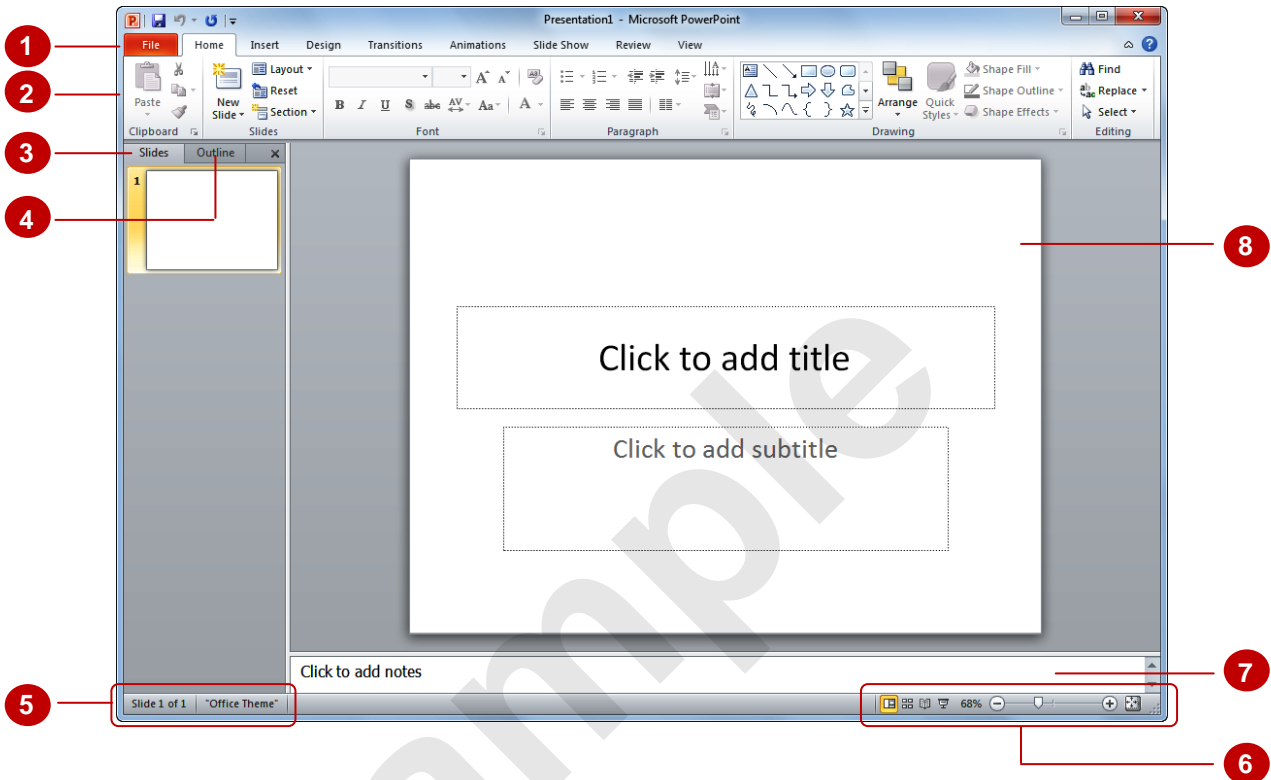 Presentation1 - Microsoft PowerPoint
1
File Home Insert Design Transitions Animations Slide Show Review View
2
Paste
New Slide
Layout
Reset
Section
B I U S abc AV Aa A
Arrange
Quick Styles
Shape Fill
Shape Outline
Shape Effects
Find
Replace
Select
Clipboard Slides Font Paragraph Drawing Editing
3
Slides Outline x
1
4
8
Click to add title
Click to add subtitle
Sample
Click to add notes
7
5
Slide 1 of 1 "Office Theme" 68%
6